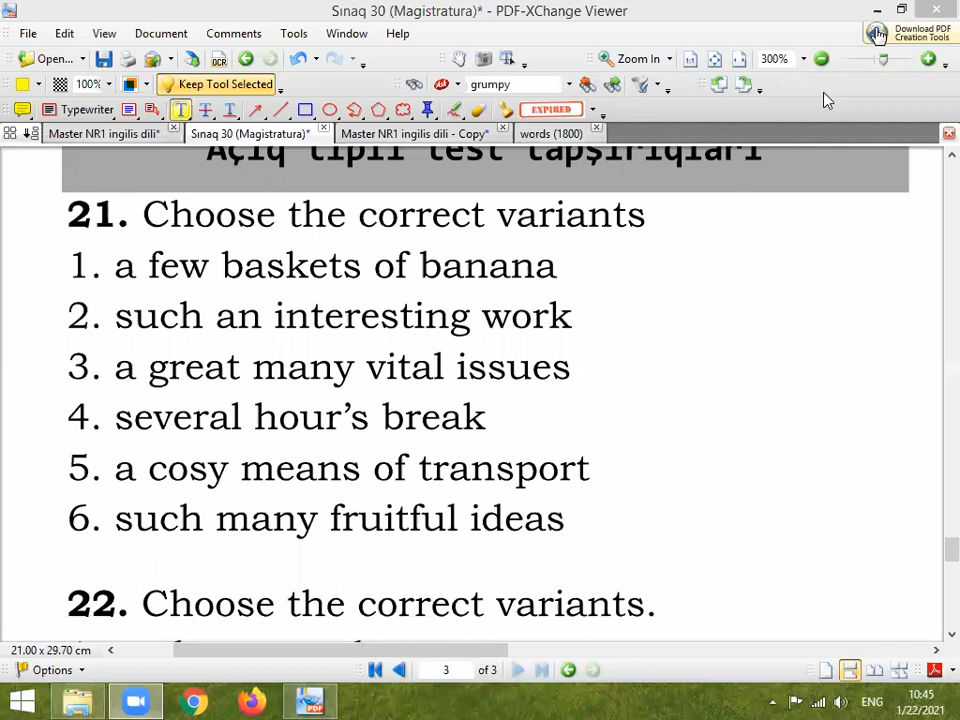 Sınaq 30 (Magistratura)* - PDF-XChange Viewer
File Edit View Document Comments Tools Window Help
Download PDF
Creation Tools
Open... OCR Zoom In 300%
100% Keep Tool Selected grumpy
Typewriter T T T EXPIRED
Master NR1 ingilis dili* Sınaq 30 (Magistratura)* Master NR1 ingilis dili - Copy* words (1800)
Açıq tipli test tapşırıqları
21. Choose the correct variants
1. a few baskets of banana
2. such an interesting work
3. a great many vital issues
4. several hour’s break
5. a cosy means of transport
6. such many fruitful ideas
22. Choose the correct variants.
21.00 x 29.70 cm
Options 3 of 3
PDF ENG 10:45
1/22/2021